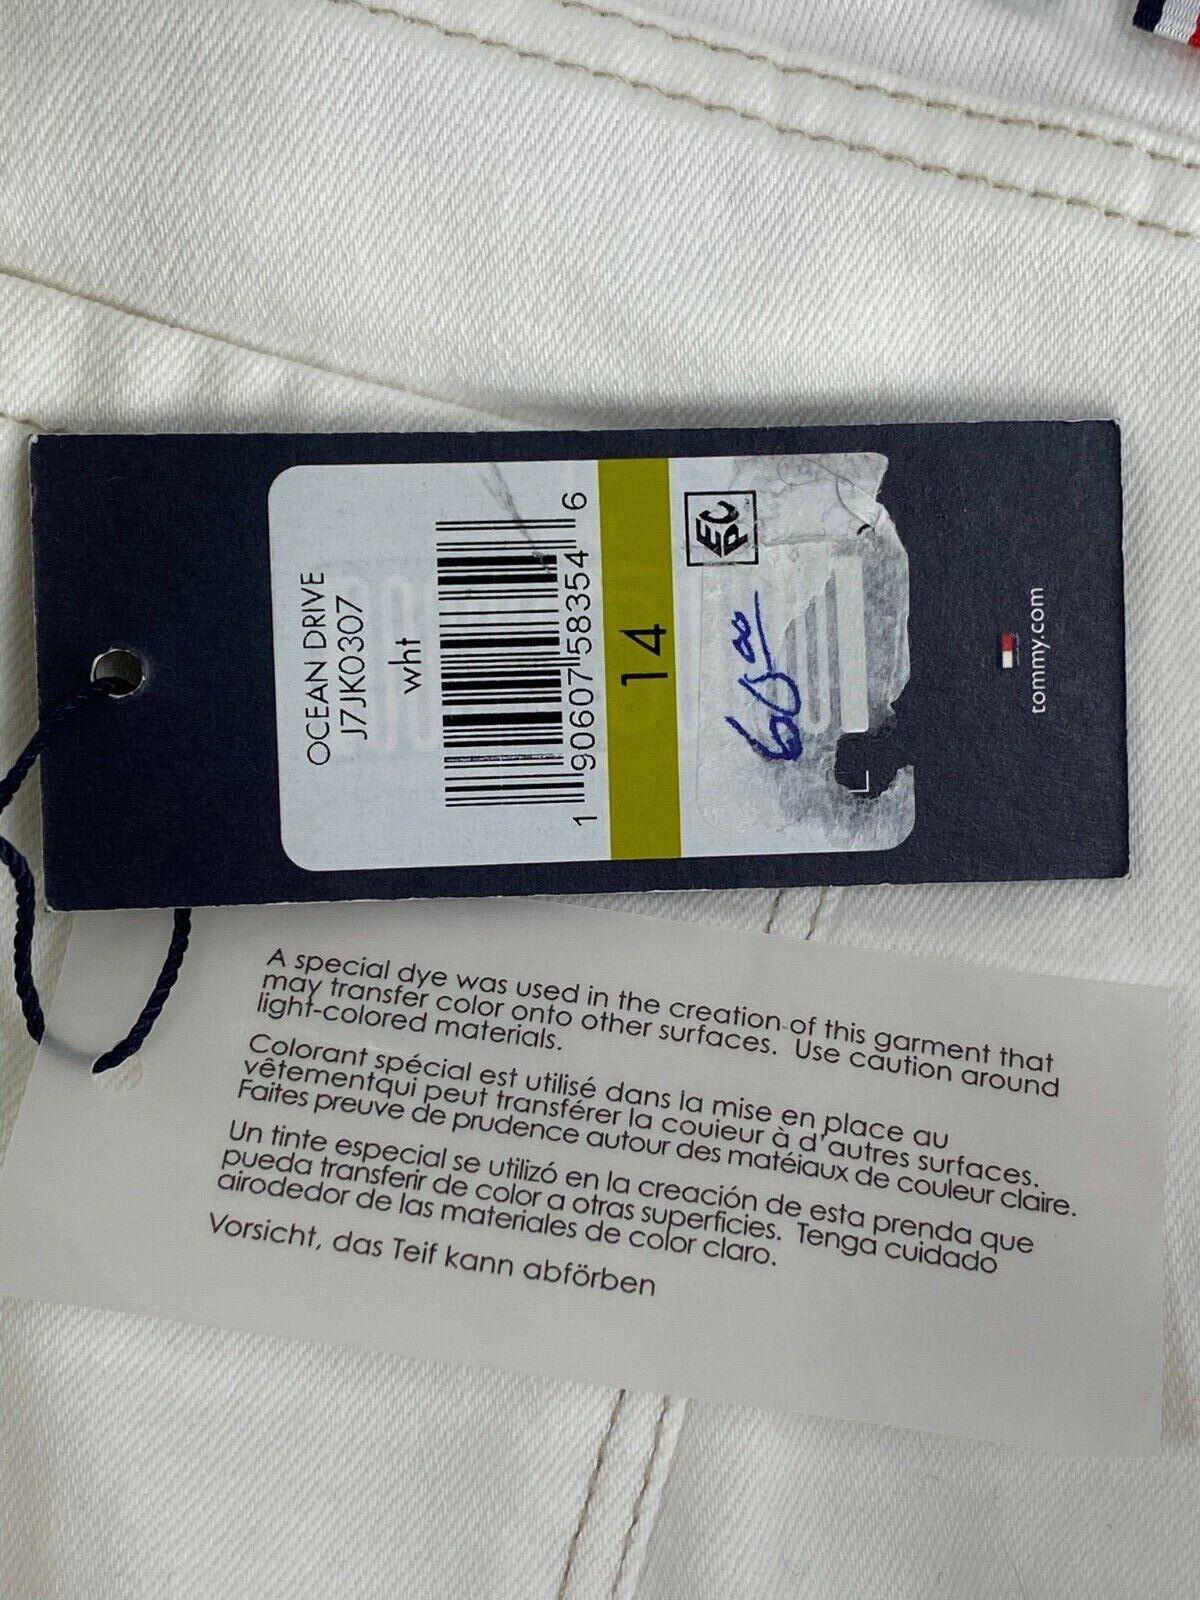 OCEAN DRIVE
J7JK0307
wht
1 90607 58354 6
14
EPC
60.00
tommy.com
A special dye was used in the creation of this garment that
may transfer color onto other surfaces. Use caution around
light-colored materials.
Colorant spécial est utilisé dans la mise en place au
vêtementqui peut transférer la couieur à d'autres surfaces.
Faites preuve de prudence autour des matéiaux de couleur claire.
Un tinte especial se utilizó en la creación de esta prenda que
pueda transferir de color a otras superficies. Tenga cuidado
airodedor de las materiales de color claro.
Vorsicht, das Teif kann abförben